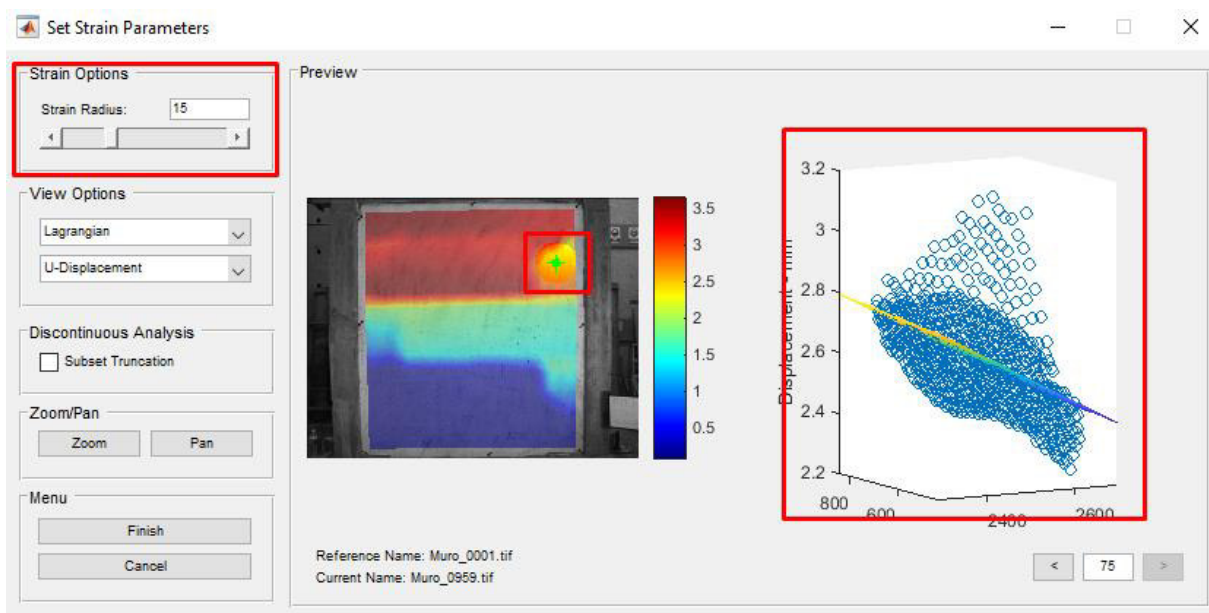 Set Strain Parameters
Strain Options
Strain Radius: 15
View Options
Lagrangian
U-Displacement
Discontinuous Analysis
Subset Truncation
Zoom/Pan
Zoom Pan
Menu
Finish
Cancel
Preview
3.5
3
2.5
2
1.5
1
0.5
3.2
3
2.8
2.6
2.4
2.2
Displacement - mm
800 600 2400 2600
Reference Name: Muro_0001.tif
Current Name: Muro_0959.tif
< 75 >